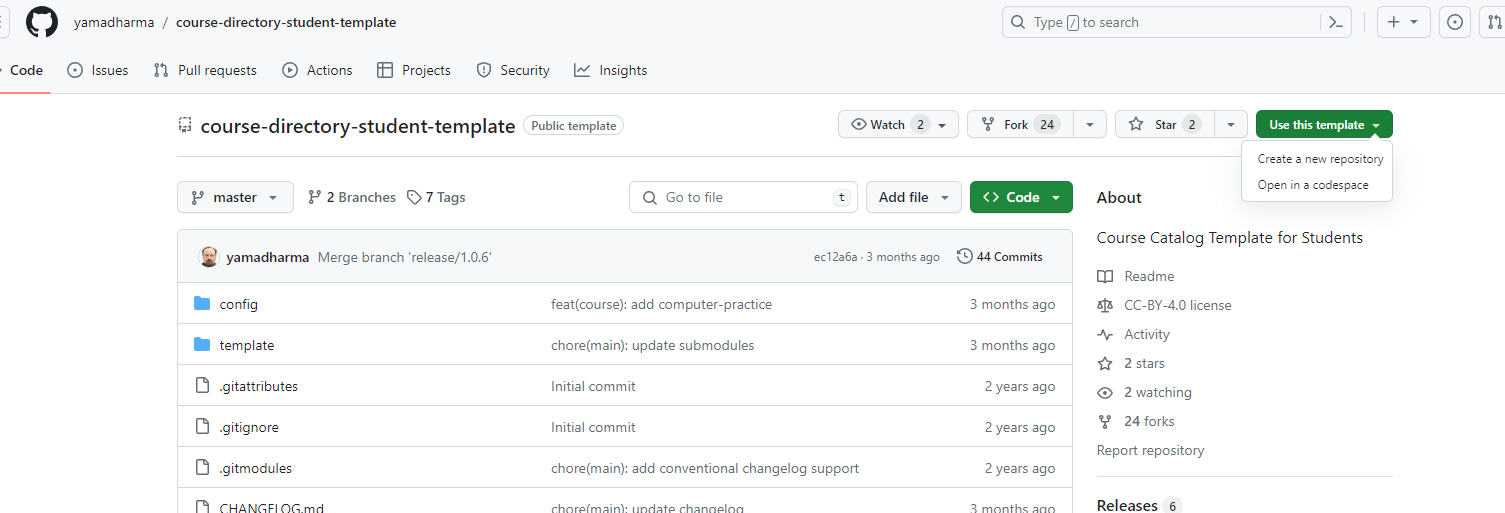 yamadharma / course-directory-student-template
Type / to search
Code Issues Pull requests Actions Projects Security Insights
course-directory-student-template Public template
Watch 2 Fork 24 Star 2 Use this template
Create a new repository
Open in a codespace
master 2 Branches 7 Tags Go to file t Add file Code
yamadharma Merge branch 'release/1.0.6' ec12a6a · 3 months ago 44 Commits
config feat(course): add computer-practice 3 months ago
template chore(main): update submodules 3 months ago
.gitattributes Initial commit 2 years ago
.gitignore Initial commit 2 years ago
.gitmodules chore(main): add conventional changelog support 2 years ago
CHANGELOG.md chore(main): update changelog 3 months ago
About
Course Catalog Template for Students
Readme
CC-BY-4.0 license
Activity
2 stars
2 watching
24 forks
Report repository
Releases 6